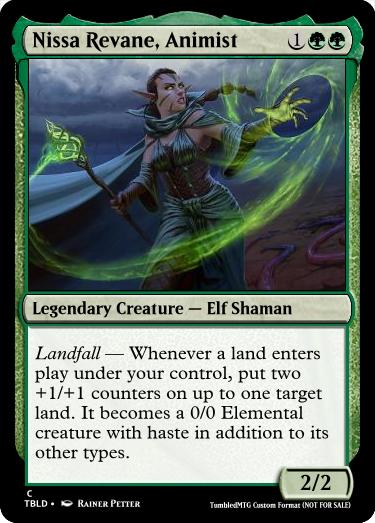 Nissa Revane, Animist 1
Legendary Creature — Elf Shaman
Landfall — Whenever a land enters
play under your control, put two
+1/+1 counters on up to one target
land. It becomes a 0/0 Elemental
creature with haste in addition to its
other types.
2/2
C
TBLD • Rainer Petter
TumbledMTG Custom Format (NOT FOR SALE)